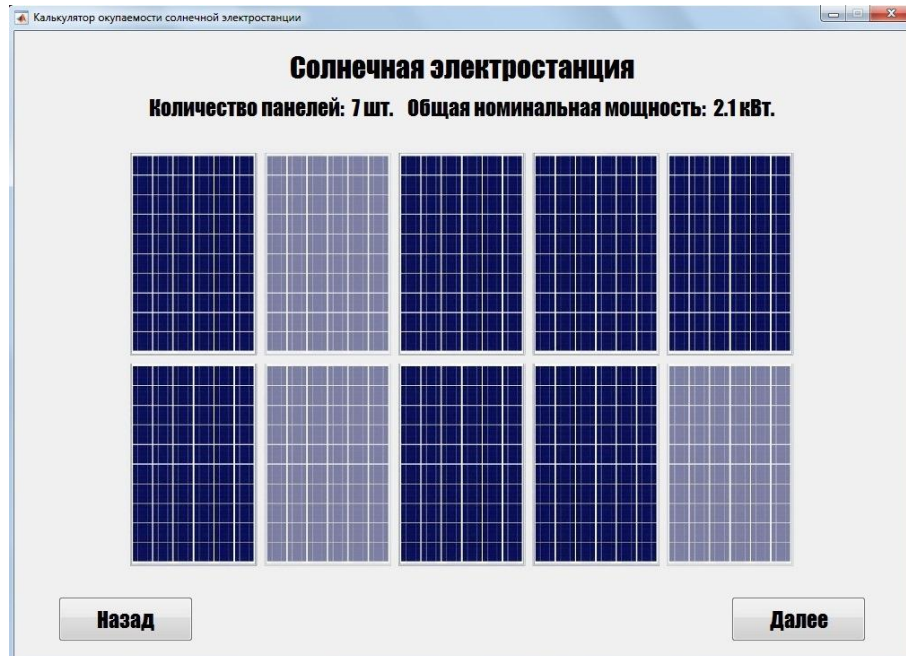 Калькулятор окупаемости солнечной электростанции
Солнечная электростанция
Количество панелей: 7 шт. Общая номинальная мощность: 2.1 кВт.
Назад
Далее